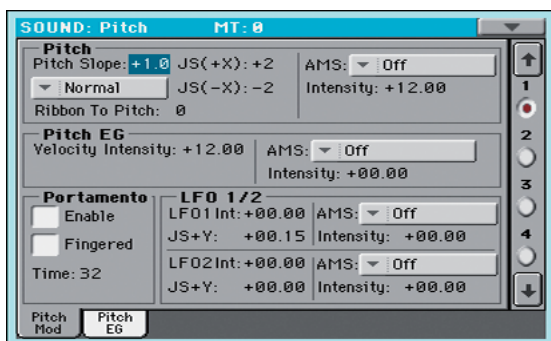 SOUND: Pitch MT: 0
Pitch
Pitch Slope: +1.0 JS(+X): +2 AMS: Off
Normal JS(-X): -2 Intensity: +12.00
Ribbon To Pitch: 0
Pitch EG
Velocity Intensity: +12.00 AMS: Off
Intensity: +00.00
Portamento
Enable
Fingered
Time: 32
LFO 1/2
LFO1 Int: +00.00 AMS: Off
JS+Y: +00.15 Intensity: +00.00
LFO2 Int: +00.00 AMS: Off
JS+Y: +00.00 Intensity: +00.00
1
2
3
4
Pitch Mod
Pitch EG